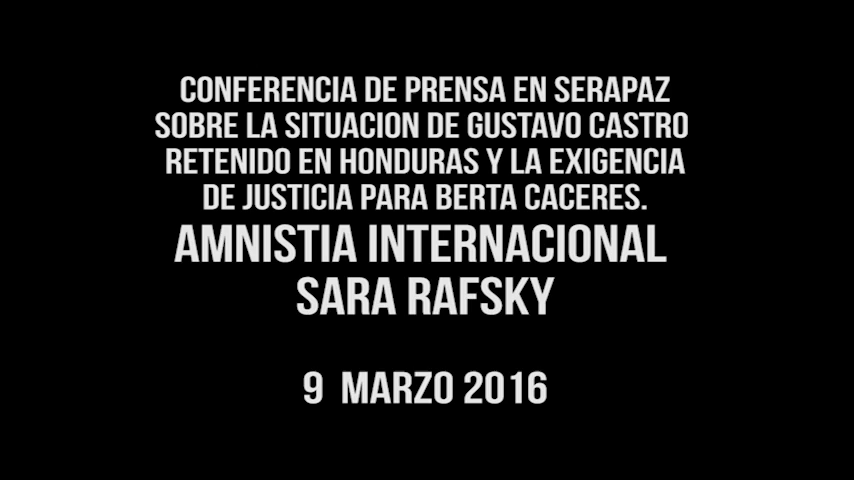 CONFERENCIA DE PRENSA EN SERAPAZ
SOBRE LA SITUACION DE GUSTAVO CASTRO
RETENIDO EN HONDURAS Y LA EXIGENCIA
DE JUSTICIA PARA BERTA CACERES.
AMNISTIA INTERNACIONAL
SARA RAFSKY
9 MARZO 2016